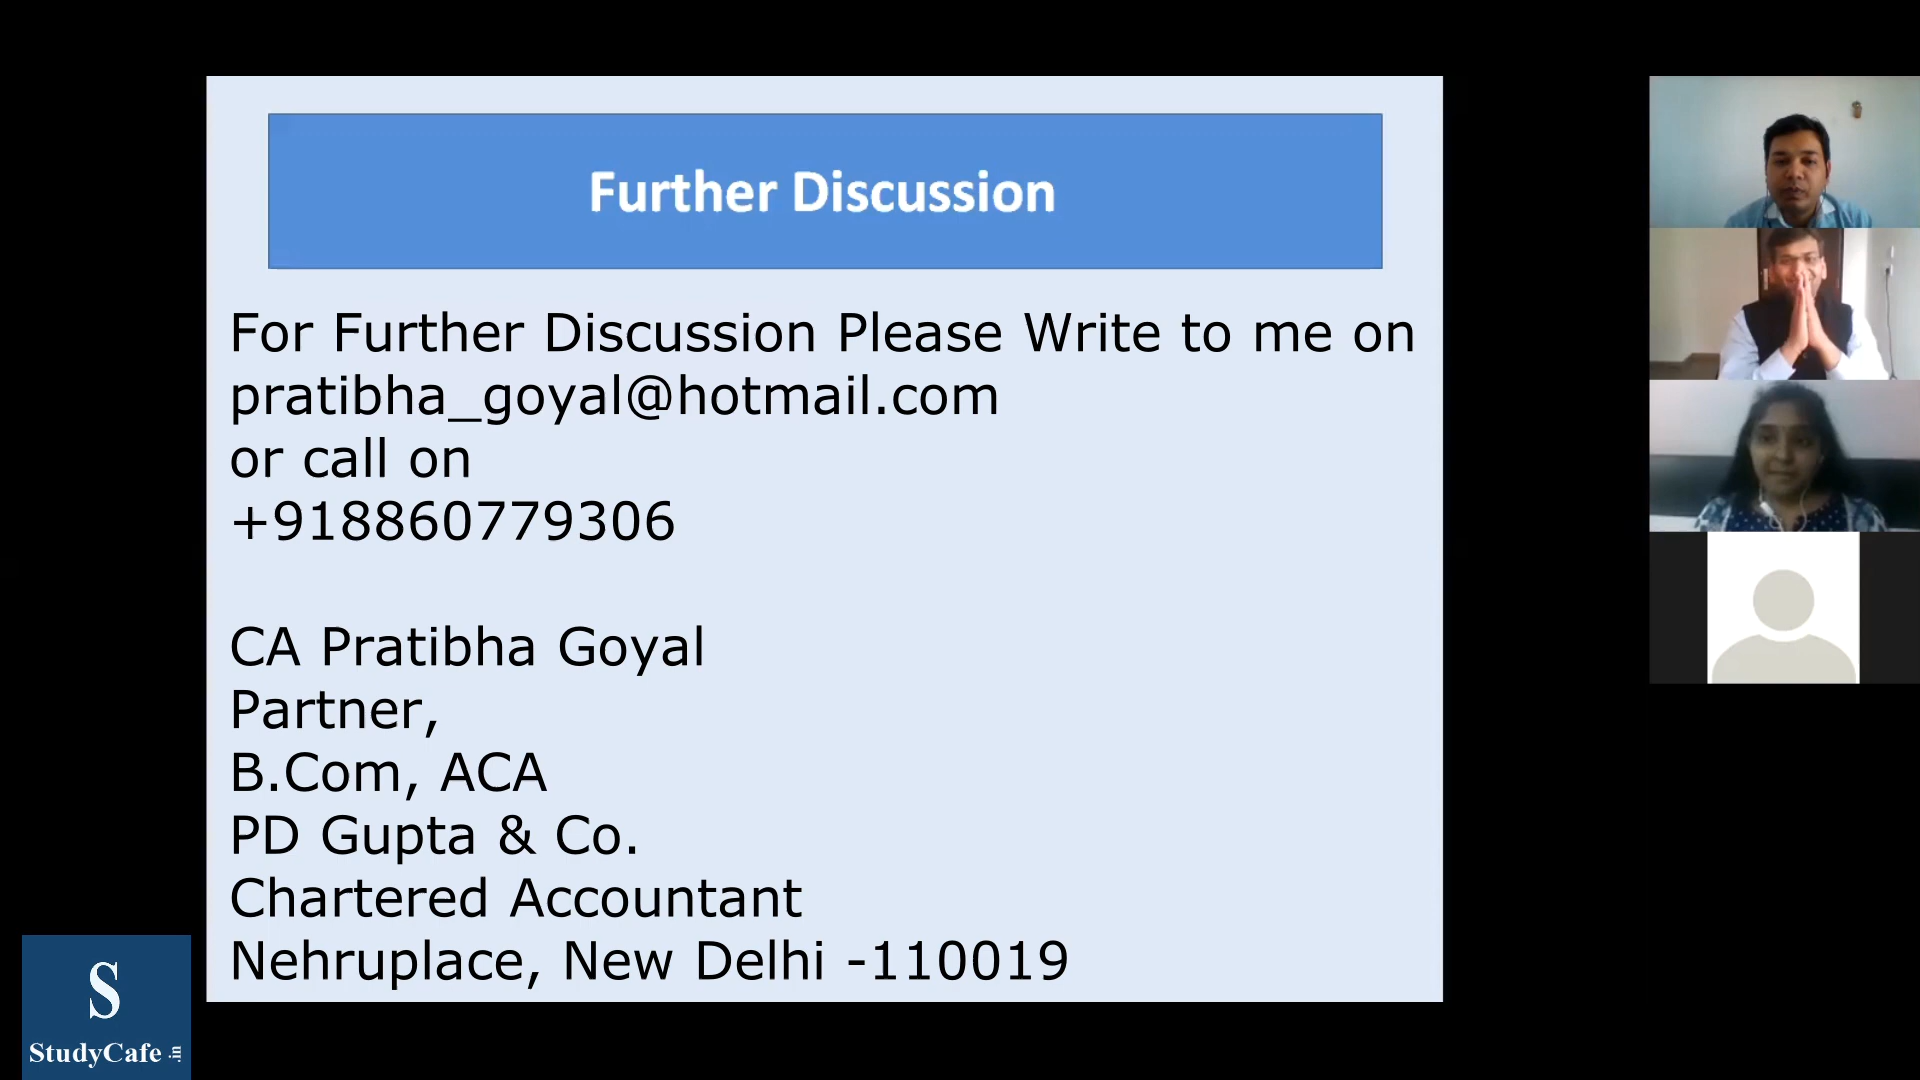 Further Discussion
For Further Discussion Please Write to me on
pratibha_goyal@hotmail.com
or call on
+918860779306
CA Pratibha Goyal
Partner,
B.Com, ACA
PD Gupta & Co.
Chartered Accountant
Nehruplace, New Delhi -110019
S
StudyCafe.in